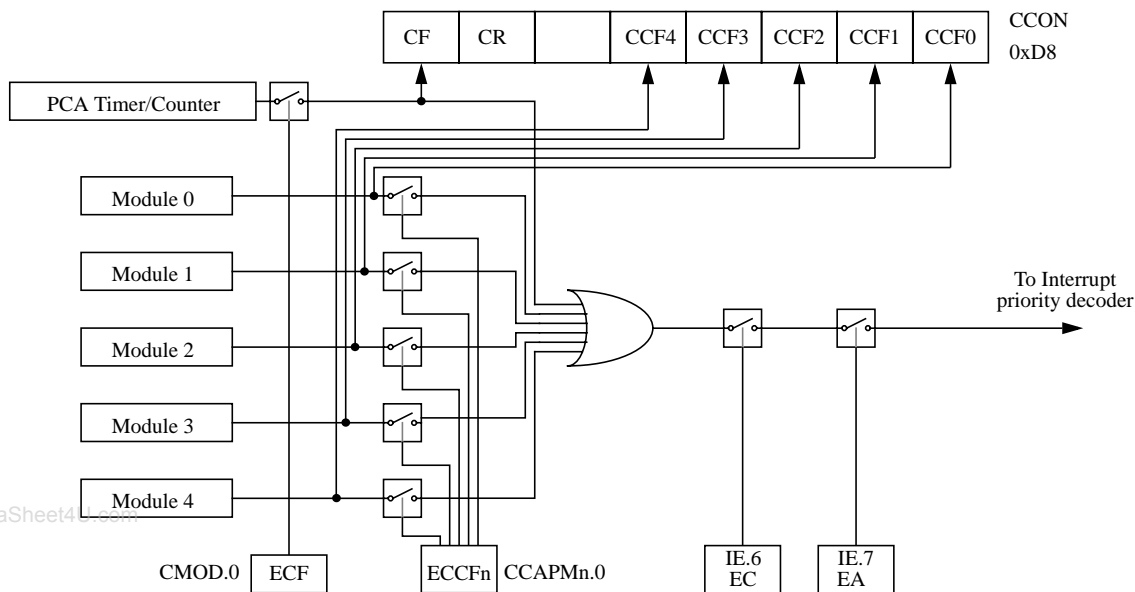 CF CR CCF4 CCF3 CCF2 CCF1 CCF0
CCON
0xD8
PCA Timer/Counter
Module 0
Module 1
To Interrupt
priority decoder
Module 2
Module 3
Module 4
aSheet4U.com
CMOD.0 ECF
ECCFn CCAPMn.0
IE.6
EC
IE.7
EA